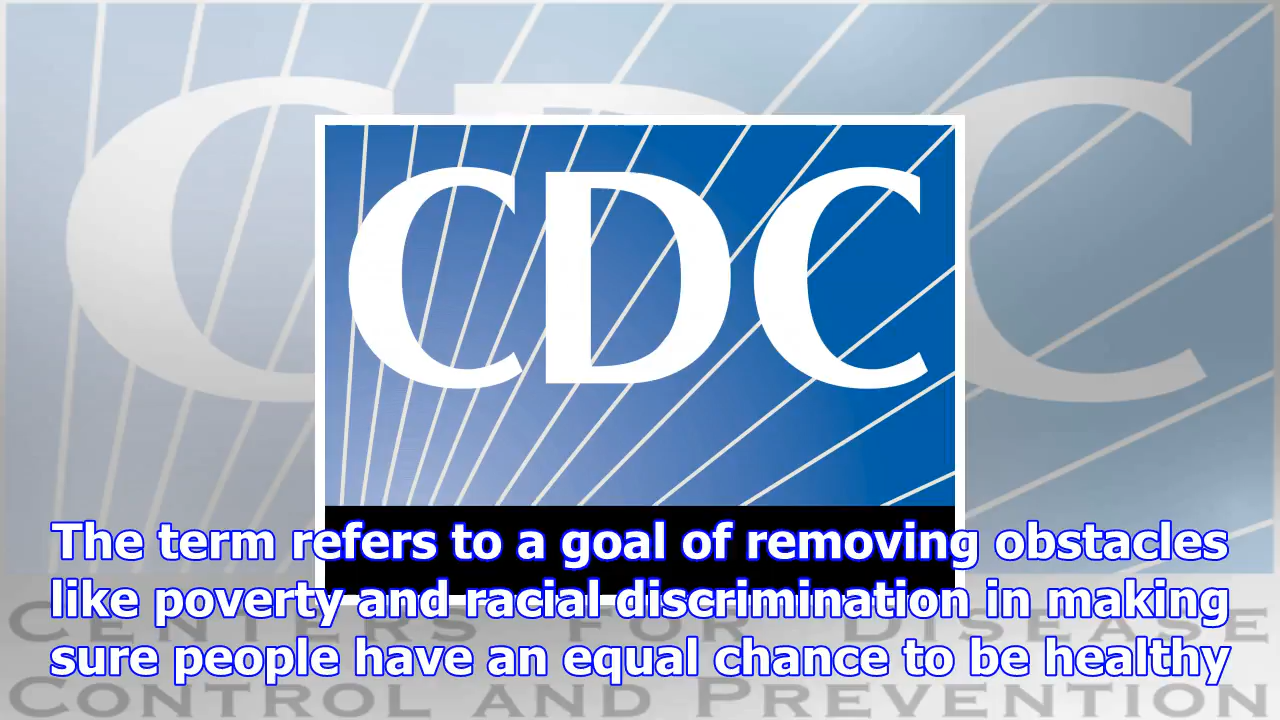 CDC
CDC
The term refers to a goal of removing obstacles
like poverty and racial discrimination in making
Centers for Disease
sure people have an equal chance to be healthy
Control and Prevention